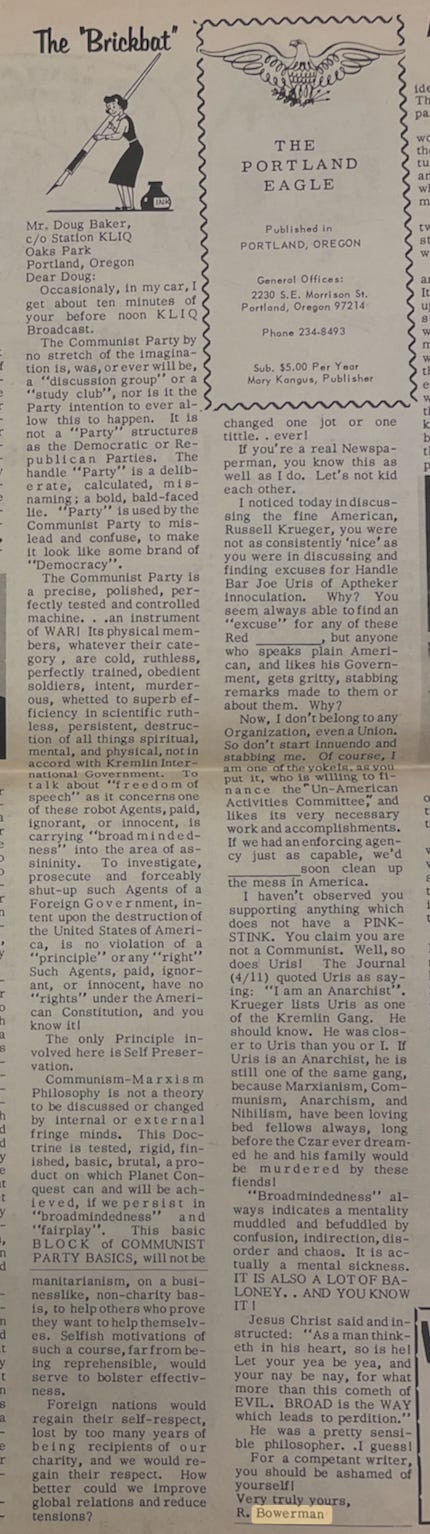 The "Brickbat"
INK
Mr. Doug Baker,
c/o Station KLIQ
Oaks Park
Portland, Oregon
Dear Doug:
Occasionaly, in my car, I
get about ten minutes of
your before noon KLIQ
Broadcast.
The Communist Party by
no stretch of the imagina-
tion is, was, or ever will be,
a "discussion group" or a
"study club", nor is it the
Party intention to ever al-
low this to happen. It is
not a "Party" structures
as the Democratic or Re-
publican Parties. The
handle "Party" is a delib-
erate, calculated, mis-
naming; a bold, bald-faced
lie. "Party" is used by the
Communist Party to mis-
lead and confuse, to make
it look like some brand of
"Democracy".
The Communist Party is
a precise, polished, per-
fectly tested and controlled
machine. . .an instrument
of WAR! Its physical mem-
bers, whatever their cate-
gory , are cold, ruthless,
perfectly trained, obedient
soldiers, intent, murder-
ous, whetted to superb ef-
ficiency in scientific ruth-
less, persistent, destruc-
tion of all things spiritual,
mental, and physical, not in
accord with Kremlin Inter-
national Government. To
talk about "freedom of
speech" as it concerns one
of these robot Agents, paid,
ignorant, or innocent, is
carrying "broad minded-
ness" into the area of as-
sininity. To investigate,
prosecute and forceably
shut-up such Agents of a
Foreign Government, in-
tent upon the destruction of
the United States of Ameri-
ca, is no violation of a
"principle" or any "right"
Such Agents, paid, ignor-
ant, or innocent, have no
"rights" under the Ameri-
can Constitution, and you
know it!
The only Principle in-
volved here is Self Preser-
vation.
Communism-Marxism
Philosophy is not a theory
to be discussed or changed
by internal or external
fringe minds. This Doc-
trine is tested, rigid, fin-
ished, basic, brutal, a pro-
duct on which Planet Con-
quest can and will be ach-
ieved, if we persist in
"broadmindedness" and
"fairplay". This basic
BLOCK of COMMUNIST
PARTY BASICS, will not be
manitarianism, on a busi-
nesslike, non-charity bas-
is, to help others who prove
they want to help themselv-
es. Selfish motivations of
such a course, far from be-
ing reprehensible, would
serve to bolster effectiv-
ness.
Foreign nations would
regain their self-respect,
lost by too many years of
being recipients of our
charity, and we would re-
gain their respect. How
better could we improve
global relations and reduce
tensions?
THE
PORTLAND
EAGLE
Published in
PORTLAND, OREGON
General Offices:
2230 S.E. Morrison St.
Portland, Oregon 97214
Phone 234-8493
Sub. $5.00 Per Year
Mary Kangus, Publisher
changed one jot or one
tittle. . ever!
If you're a real Newspa-
perman, you know this as
well as I do. Let's not kid
each other.
I noticed today in discus-
sing the fine American,
Russell Krueger, you were
not as consistently 'nice' as
you were in discussing and
finding excuses for Handle
Bar Joe Uris of Aptheker
innoculation. Why? You
seem always able to find an
"excuse" for any of these
Red ________, but anyone
who speaks plain Ameri-
can, and likes his Govern-
ment, gets gritty, stabbing
remarks made to them or
about them. Why?
Now, I don't belong to any
Organization, even a Union.
So don't start innuendo and
stabbing me. Of course, I
am one of the yokels, as you
put it, who is willing to fi-
nance the "Un-American
Activities Committee," and
likes its very necessary
work and accomplishments.
If we had an enforcing agen-
cy just as capable, we'd
________soon clean up
the mess in America.
I haven't observed you
supporting anything which
does not have a PINK-
STINK. You claim you are
not a Communist. Well, so
does Uris! The Journal
(4/11) quoted Uris as say-
ing: "I am an Anarchist".
Krueger lists Uris as one
of the Kremlin Gang. He
should know. He was clos-
er to Uris than you or I. If
Uris is an Anarchist, he is
still one of the same gang,
because Marxianism, Com-
munism, Anarchism, and
Nihilism, have been loving
bed fellows always, long
before the Czar ever dream-
ed he and his family would
be murdered by these
fiends!
"Broadmindedness" al-
ways indicates a mentality
muddled and befuddled by
confusion, indirection, dis-
order and chaos. It is ac-
tually a mental sickness.
IT IS ALSO A LOT OF BA-
LONEY. . AND YOU KNOW
IT!
Jesus Christ said and in-
structed: "As a man think-
eth in his heart, so is he!
Let your yea be yea, and
your nay be nay, for what
more than this cometh of
EVIL. BROAD is the WAY
which leads to perdition."
He was a pretty sensi-
ble philosopher. .I guess!
For a competant writer,
you should be ashamed of
yourself!
Very truly yours,
R. Bowerman